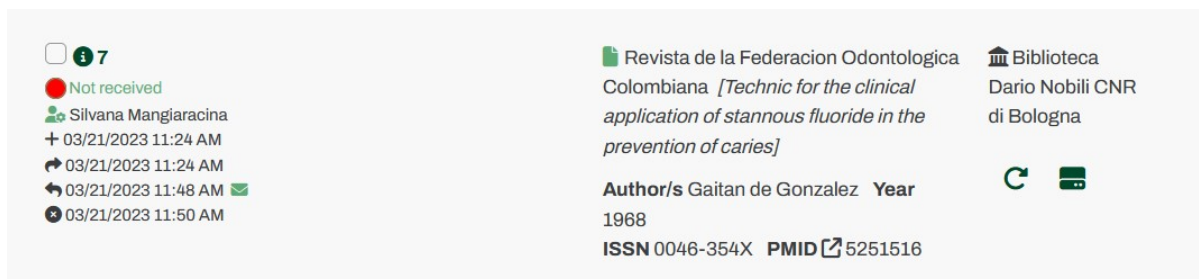 7
Not received
Silvana Mangiaracina
03/21/2023 11:24 AM
03/21/2023 11:24 AM
03/21/2023 11:48 AM
03/21/2023 11:50 AM
Revista de la Federacion Odontologica
Colombiana [Technic for the clinical
application of stannous fluoride in the
prevention of caries]
Author/s Gaitan de Gonzalez Year
1968
ISSN 0046-354X PMID 5251516
Biblioteca
Dario Nobili CNR
di Bologna